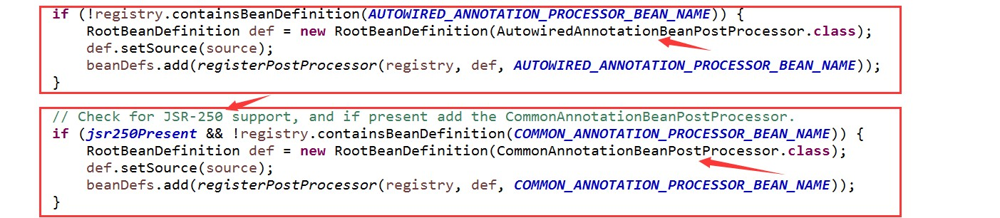 if (!registry.containsBeanDefinition(AUTOWIRED_ANNOTATION_PROCESSOR_BEAN_NAME)) {
RootBeanDefinition def = new RootBeanDefinition(AutowiredAnnotationBeanPostProcessor.class);
def.setSource(source);
beanDefs.add(registerPostProcessor(registry, def, AUTOWIRED_ANNOTATION_PROCESSOR_BEAN_NAME));
}
// Check for JSR-250 support, and if present add the CommonAnnotationBeanPostProcessor.
if (jsr250Present && !registry.containsBeanDefinition(COMMON_ANNOTATION_PROCESSOR_BEAN_NAME)) {
RootBeanDefinition def = new RootBeanDefinition(CommonAnnotationBeanPostProcessor.class);
def.setSource(source);
beanDefs.add(registerPostProcessor(registry, def, COMMON_ANNOTATION_PROCESSOR_BEAN_NAME));
}